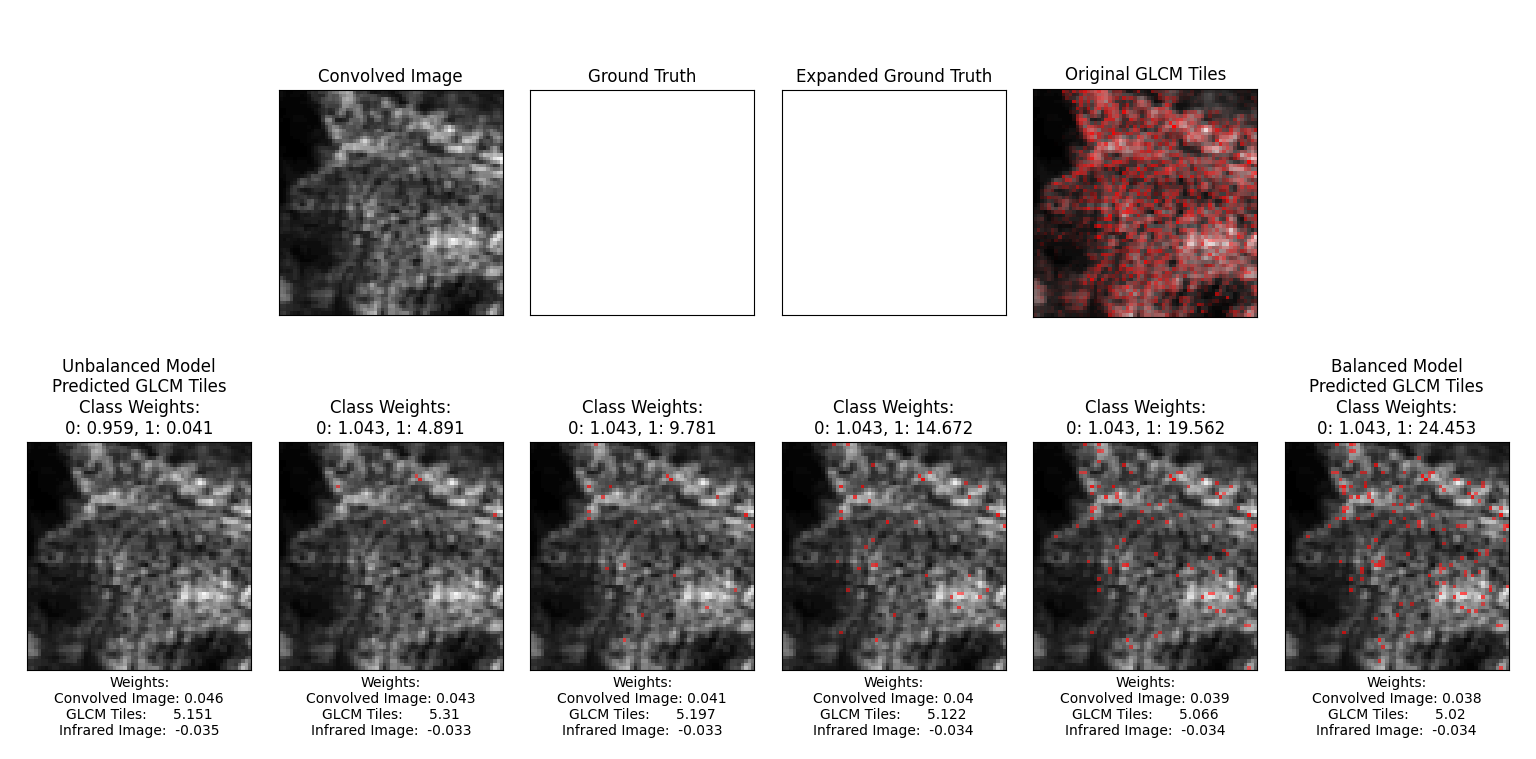 Convolved Image
Ground Truth
Expanded Ground Truth
Original GLCM Tiles
Unbalanced Model
Predicted GLCM Tiles
Class Weights:
0: 0.959, 1: 0.041
Class Weights:
0: 1.043, 1: 4.891
Class Weights:
0: 1.043, 1: 9.781
Class Weights:
0: 1.043, 1: 14.672
Class Weights:
0: 1.043, 1: 19.562
Balanced Model
Predicted GLCM Tiles
Class Weights:
0: 1.043, 1: 24.453
Weights:
Convolved Image: 0.046
GLCM Tiles: 5.151
Infrared Image: -0.035
Weights:
Convolved Image: 0.043
GLCM Tiles: 5.31
Infrared Image: -0.033
Weights:
Convolved Image: 0.041
GLCM Tiles: 5.197
Infrared Image: -0.033
Weights:
Convolved Image: 0.04
GLCM Tiles: 5.122
Infrared Image: -0.034
Weights:
Convolved Image: 0.039
GLCM Tiles: 5.066
Infrared Image: -0.034
Weights:
Convolved Image: 0.038
GLCM Tiles: 5.02
Infrared Image: -0.034